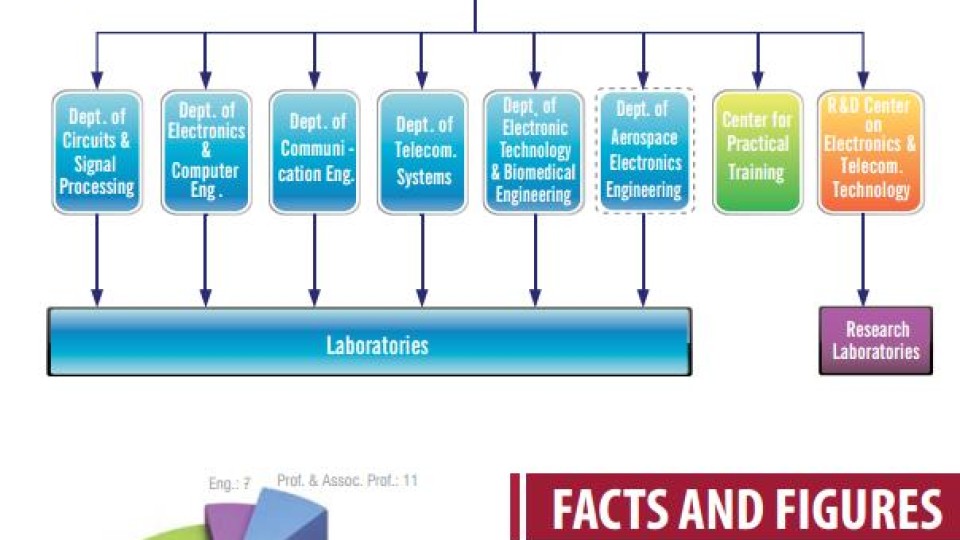 Dept. of
Circuits &
Signal
Processing
Dept. of
Electronics
&
Computer
Eng .
Dept. of
Communi -
cation Eng.
Dept. of
Telecom.
Systems
Dept. of
Electronic
Technology
& Biomedical
Engineering
Dept. of
Aerospace
Electronics
Engineering
Center for
Practical
Training
R&D Center
on
Electronics &
Telecom.
Technology
Laboratories
Research
Laboratories
Eng.: 7
Prof. & Assoc. Prof.: 11
FACTS AND FIGURES